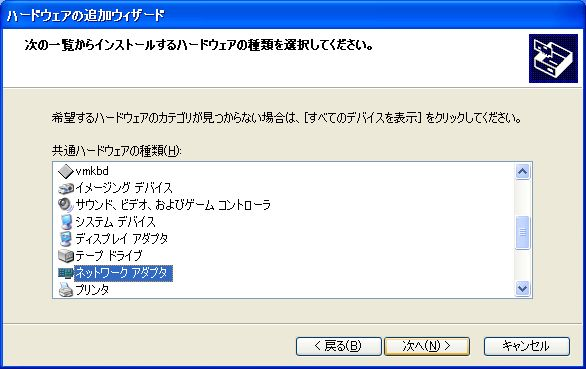 ハードウェアの追加ウィザード
次の一覧からインストールするハードウェアの種類を選択してください。
希望するハードウェアのカテゴリが見つからない場合は、[すべてのデバイスを表示] をクリックしてください。
共通ハードウェアの種類(H):
vmkbd
イメージング デバイス
サウンド、ビデオ、およびゲーム コントローラ
システム デバイス
ディスプレイ アダプタ
テープ ドライブ
ネットワーク アダプタ
プリンタ
< 戻る(B) 次へ(N) > キャンセル